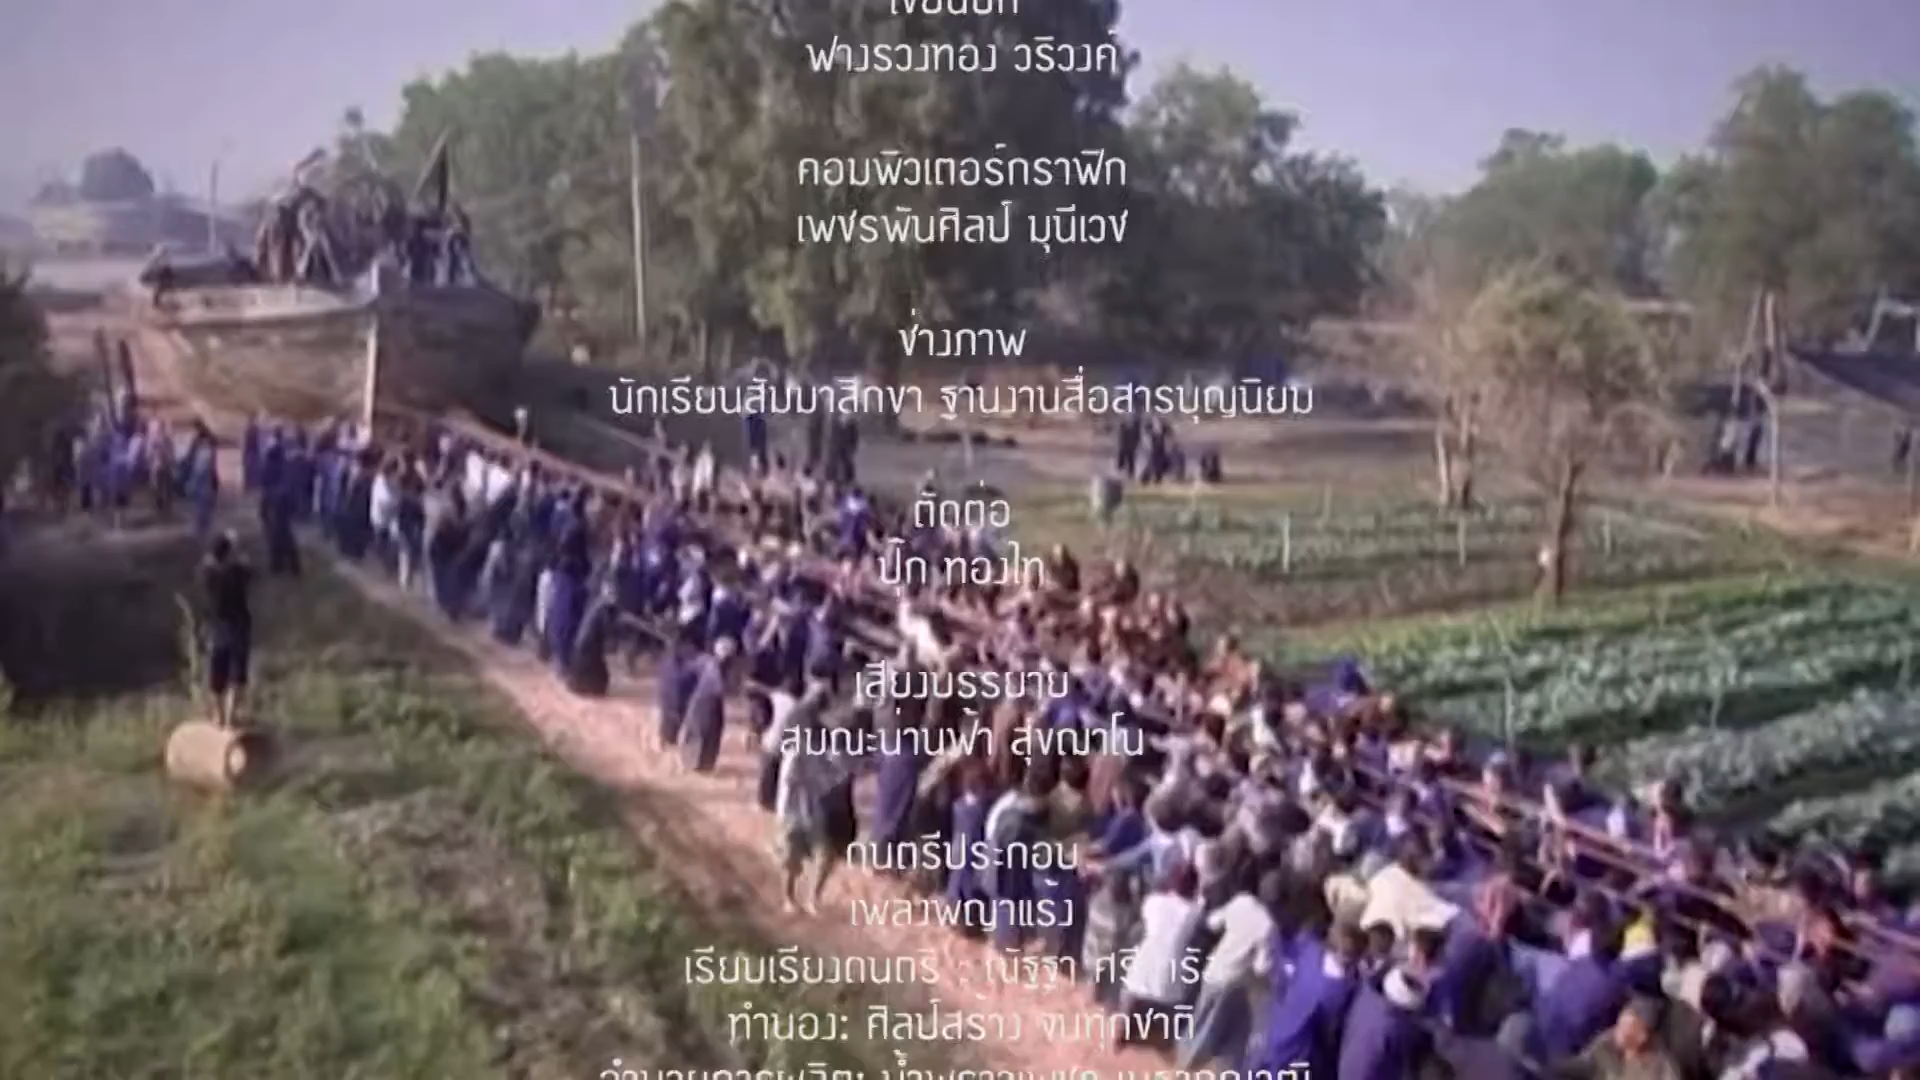 ฟางรวงทอง วริวงศ์
คอมพิวเตอร์กราฟิก
เพชรพันศิลป์ มุนีเวช
ช่างภาพ
นักเรียนสัมมาสิกขา ฐานงานสื่อสารบุญนิยม
ตัดต่อ
ปุ๊ก ทองไท
เสียงบรรยาย
สมณะน่านฟ้า สุขฌาโน
ดนตรีประกอบ
เพลงพญาแร้ง
เรียบเรียงดนตรี : ณัฐฐา
ทำนอง: ศิลป์สร้าง จนทุกชาติ